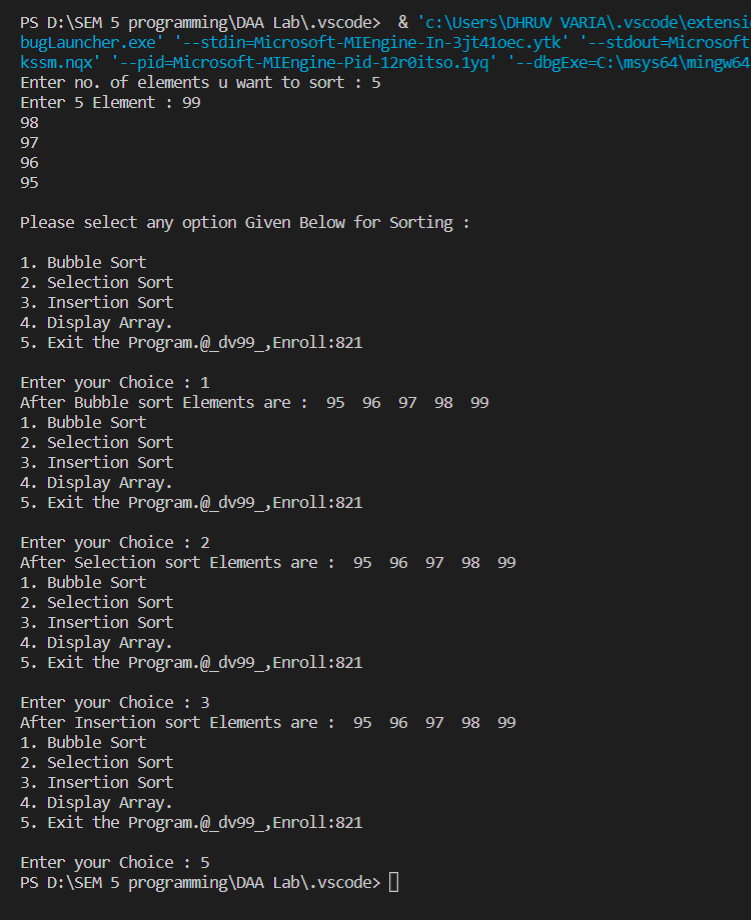 PS D:\SEM 5 programming\DAA Lab\.vscode>  & 'c:\Users\DHRUV VARIA\.vscode\extensi
bugLauncher.exe' '--stdin=Microsoft-MIEngine-In-3jt41oec.ytk' '--stdout=Microsoft
kssm.nqx' '--pid=Microsoft-MIEngine-Pid-12r0itso.1yq' '--dbgExe=C:\msys64\mingw64
Enter no. of elements u want to sort : 5
Enter 5 Element : 99
98
97
96
95
Please select any option Given Below for Sorting :
1. Bubble Sort
2. Selection Sort
3. Insertion Sort
4. Display Array.
5. Exit the Program.@_dv99_,Enroll:821
Enter your Choice : 1
After Bubble sort Elements are :  95  96  97  98  99
1. Bubble Sort
2. Selection Sort
3. Insertion Sort
4. Display Array.
5. Exit the Program.@_dv99_,Enroll:821
Enter your Choice : 2
After Selection sort Elements are :  95  96  97  98  99
1. Bubble Sort
2. Selection Sort
3. Insertion Sort
4. Display Array.
5. Exit the Program.@_dv99_,Enroll:821
Enter your Choice : 3
After Insertion sort Elements are :  95  96  97  98  99
1. Bubble Sort
2. Selection Sort
3. Insertion Sort
4. Display Array.
5. Exit the Program.@_dv99_,Enroll:821
Enter your Choice : 5
PS D:\SEM 5 programming\DAA Lab\.vscode>